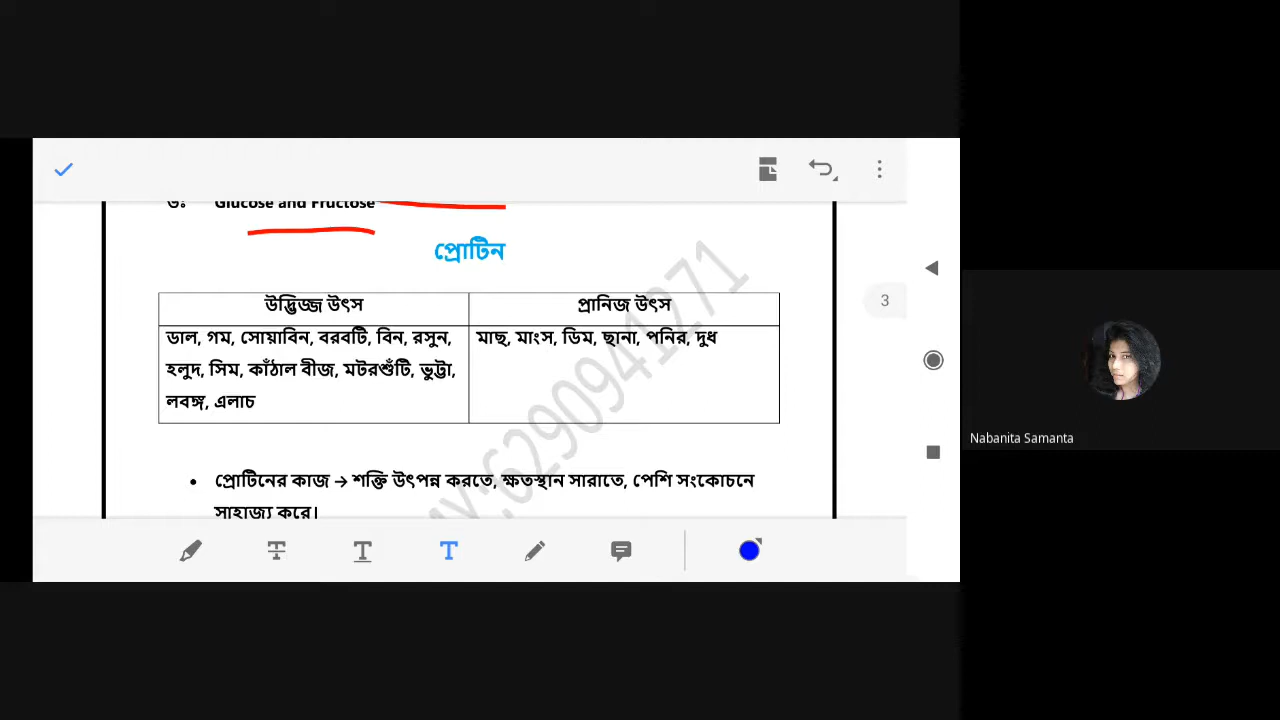 উঃ Glucose and Fructose
প্রোটিন
উদ্ভিজ্জ উৎস
প্রানিজ উৎস
ডাল, গম, সোয়াবিন, বরবটি, বিন, রসুন,
হলুদ, সিম, কাঁঠাল বীজ, মটরশুঁটি, ভুট্টা,
লবঙ্গ, এলাচ
মাছ, মাংস, ডিম, ছানা, পনির, দুধ
• প্রোটিনের কাজ → শক্তি উৎপন্ন করতে, ক্ষতস্থান সারাতে, পেশি সংকোচনে
সাহাজ্য করে।
3
Nabanita Samanta